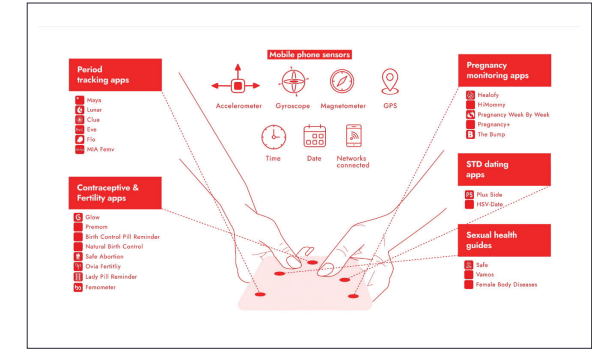 Mobile phone sensors
Accelerometer
Gyroscope
Magnetometer
GPS
Time
Date
Networks
connected
Period
tracking apps
Maya
Lunar
Clue
Eve
Flo
MIA Femv
Contraceptive &
Fertility apps
G Glow
Premom
Birth Control Pill Reminder
Natural Birth Control
Safe Abortion
Ovia Fertitliy
Lady Pill Reminder
Femometer
Pregnancy
monitoring apps
Healofy
HiMommy
Pregnancy Week By Week
Pregnancy+
B The Bump
STD dating
apps
PS Plus Side
HSV-Date
Sexual health
guides
Safe
Vamos
Female Body Diseases